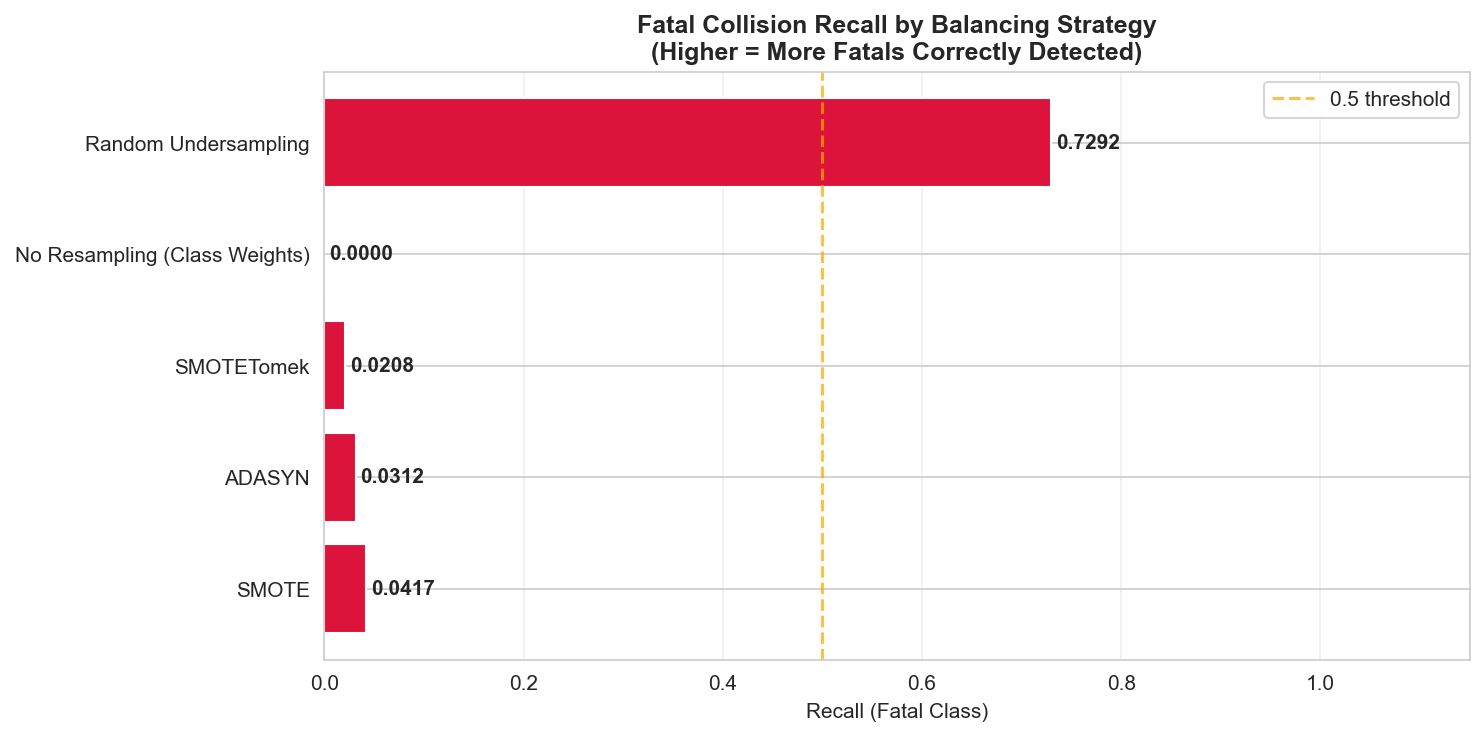 Fatal Collision Recall by Balancing Strategy
(Higher = More Fatals Correctly Detected)
0.5 threshold
Random Undersampling
0.7292
No Resampling (Class Weights)
0.0000
SMOTETomek
0.0208
ADASYN
0.0312
SMOTE
0.0417
0.0 0.2 0.4 0.6 0.8 1.0
Recall (Fatal Class)